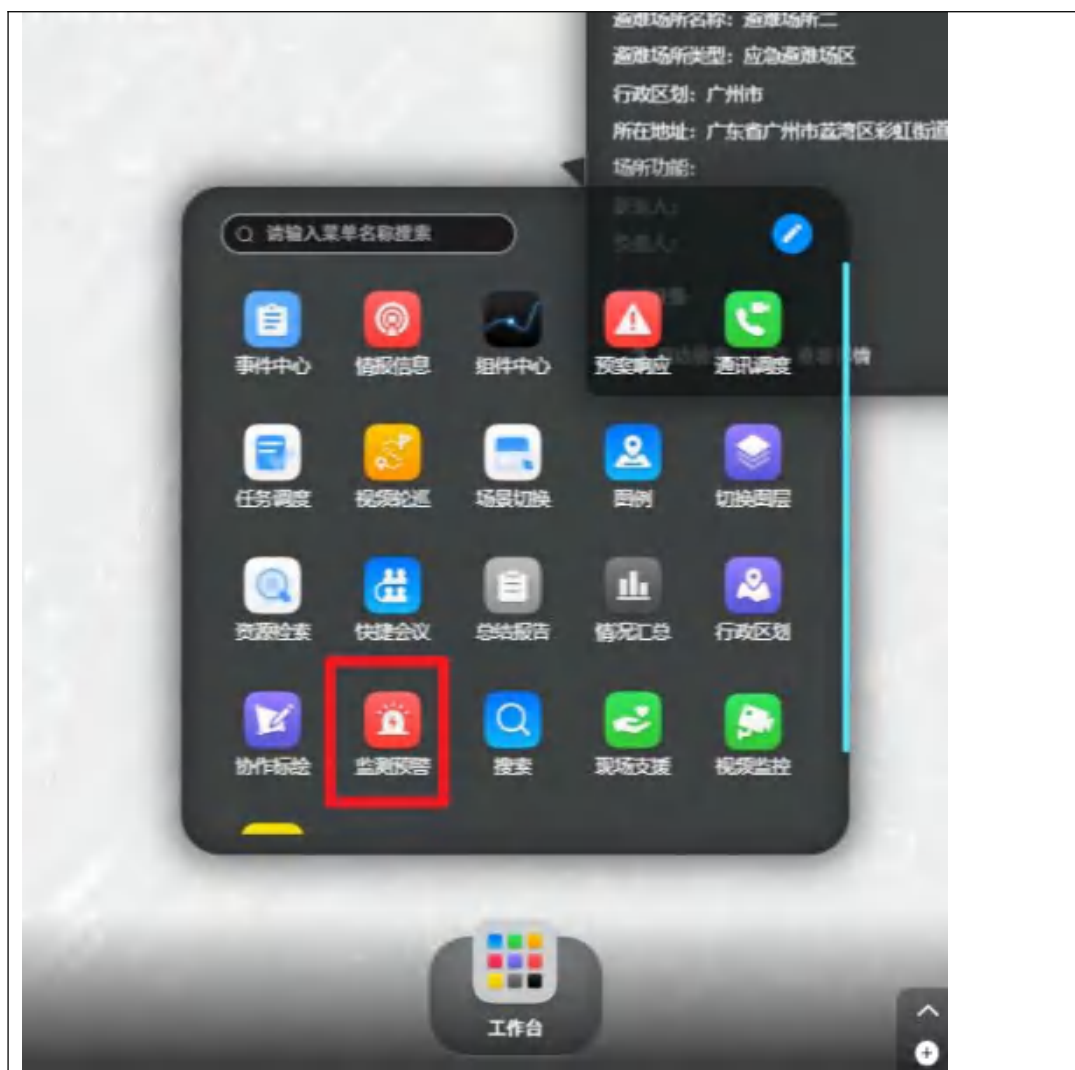 避难场所名称：避难场所二
避难场所类型：应急避难场区
行政区划：广州市
所在地址：广东省广州市荔湾区彩虹街道
场所功能：
联系人：
负责人：
请输入菜单名称搜索
事件中心 情报信息 组件中心 预案响应 通讯调度
情
任务调度 视频轮巡 场景切换 图例 切换图层
资源检索 快捷会议 总结报告 情况汇总 行政区划
协作标绘 监测预警 搜索 现场支援 视频监控
工作台